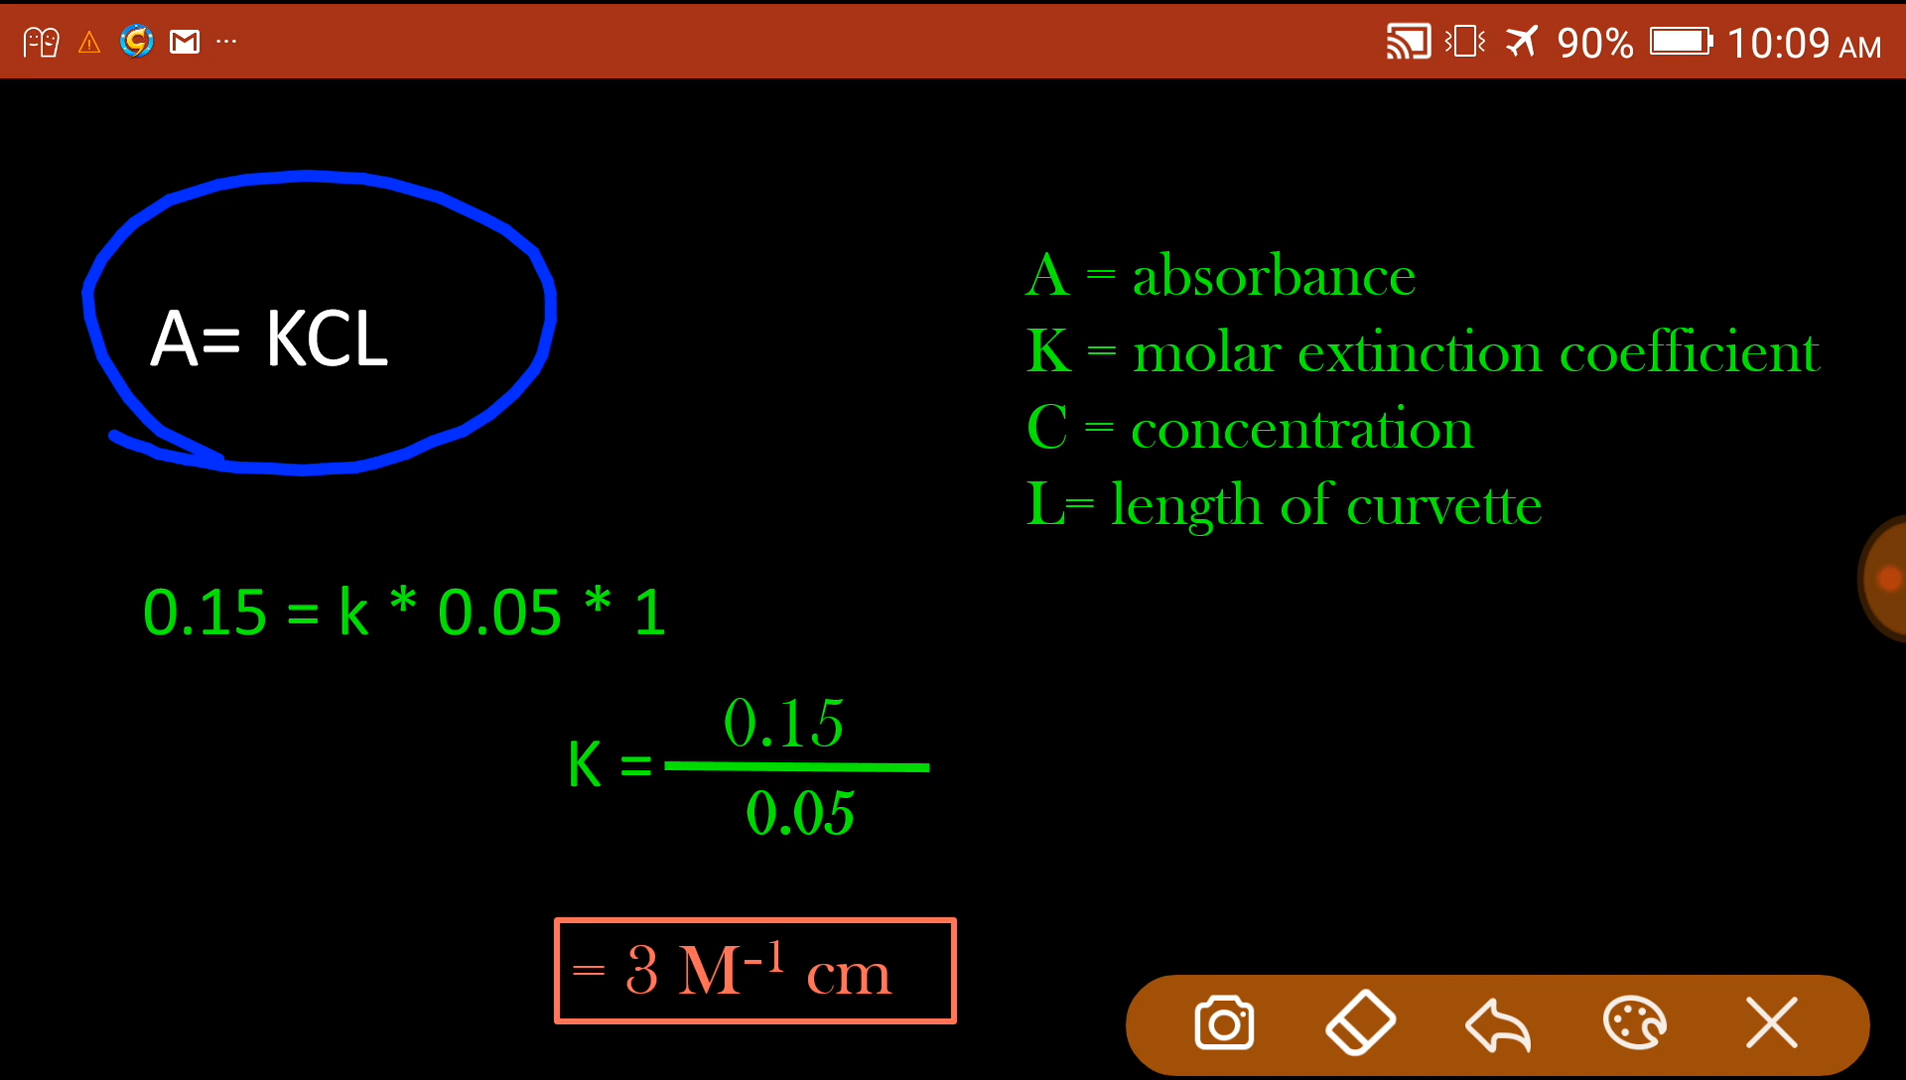 90% 10:09 AM
A= KCL
A = absorbance
K = molar extinction coefficient
C = concentration
L= length of curvette
0.15 = k * 0.05 * 1
K = 0.15
0.05
= 3 M⁻¹ cm